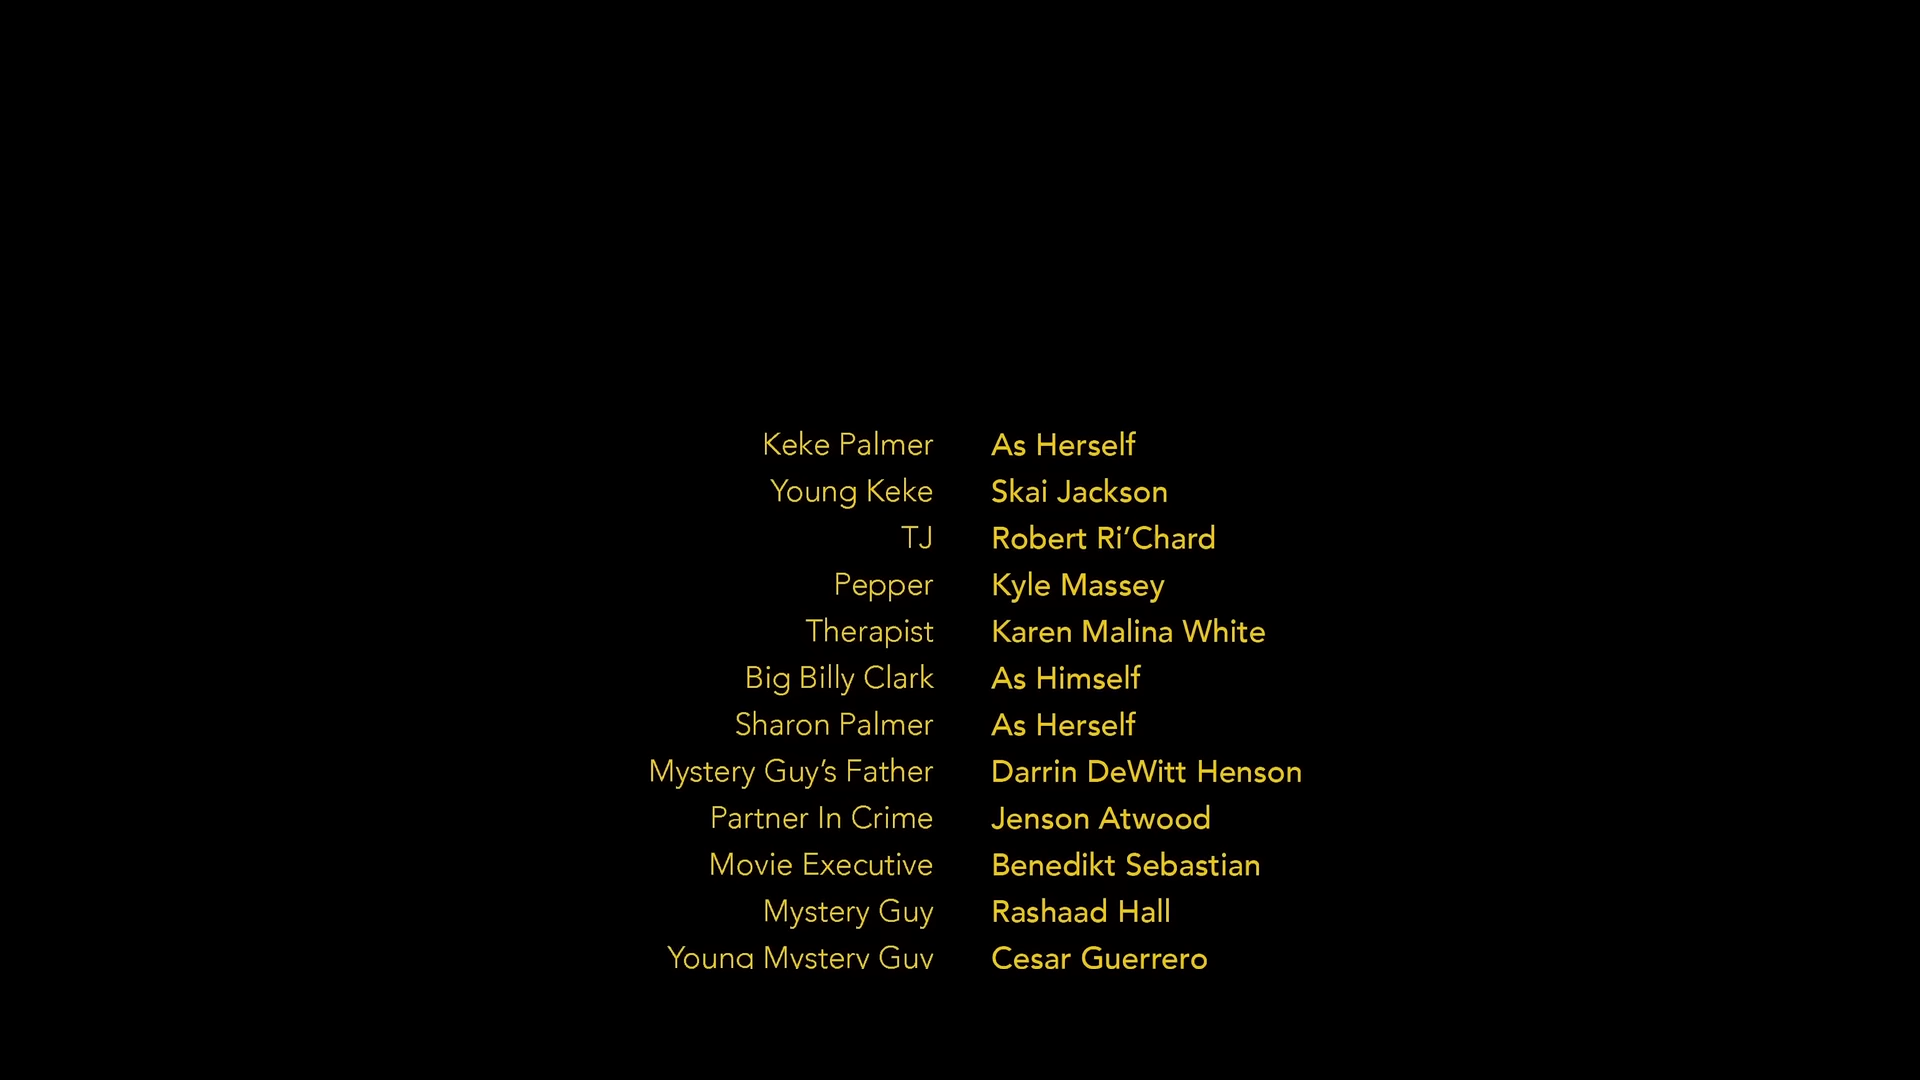 Keke Palmer As Herself
Young Keke Skai Jackson
TJ Robert Ri’Chard
Pepper Kyle Massey
Therapist Karen Malina White
Big Billy Clark As Himself
Sharon Palmer As Herself
Mystery Guy’s Father Darrin DeWitt Henson
Partner In Crime Jenson Atwood
Movie Executive Benedikt Sebastian
Mystery Guy Rashaad Hall
Young Mystery Guy Cesar Guerrero